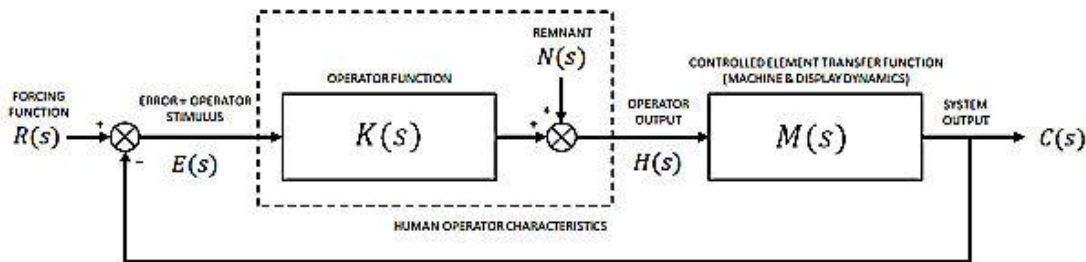 REMNANT
N(s)
OPERATOR FUNCTION
CONTROLLED ELEMENT TRANSFER FUNCTION
(MACHINE & DISPLAY DYNAMICS)
FORCING
FUNCTION
R(s)
+
-
ERROR = OPERATOR
STIMULUS
E(s)
K(s)
+
+
OPERATOR
OUTPUT
H(s)
M(s)
SYSTEM
OUTPUT
C(s)
HUMAN OPERATOR CHARACTERISTICS